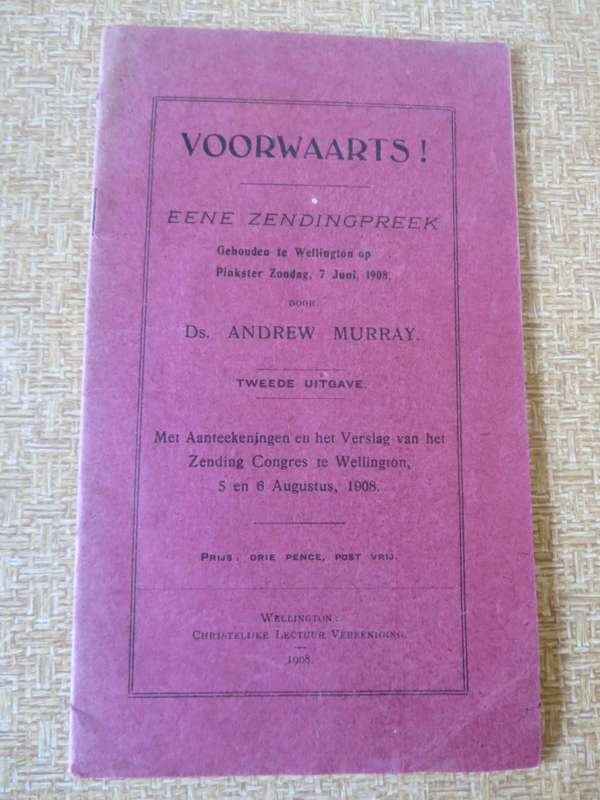 VOORWAARTS!
EENE ZENDINGPREEK
Gehouden te Wellington op
Pinkster Zondag, 7 Juni, 1908,
DOOR
Ds. ANDREW MURRAY.
TWEEDE UITGAVE.
Met Aanteekeningen en het Verslag van het
Zending Congres te Wellington,
5 en 6 Augustus, 1908.
PRIJS: DRIE PENCE, POST VRIJ.
WELLINGTON:
CHRISTELIJKE LECTUUR VEREENIGING.
1908.